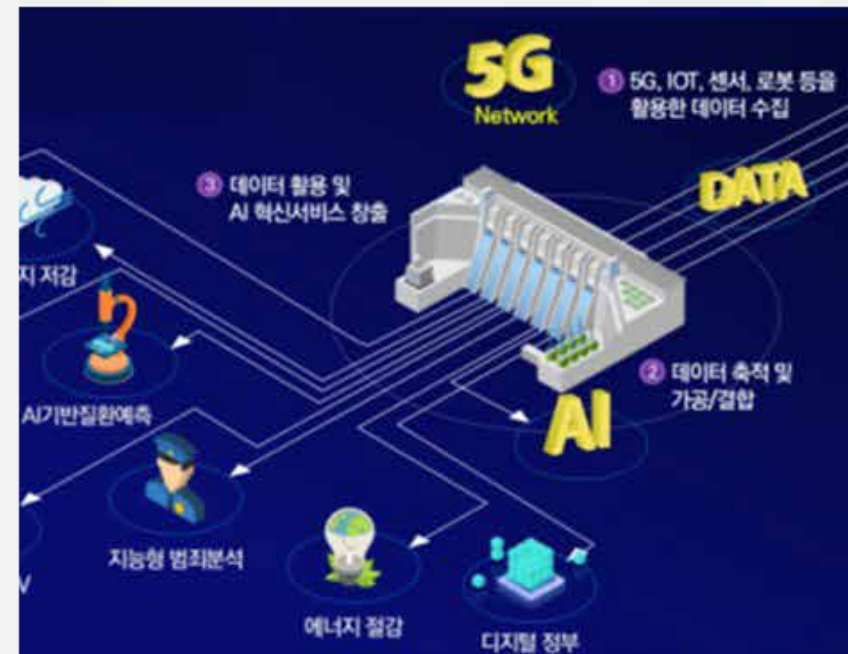 5G
Network
① 5G, IOT, 센서, 로봇 등을
활용한 데이터 수집
DATA
③ 데이터 활용 및
AI 혁신서비스 창출
지 저감
② 데이터 축적 및
가공/결합
AI
AI기반질환예측
지능형 범죄분석
V
에너지 절감
디지털 정부